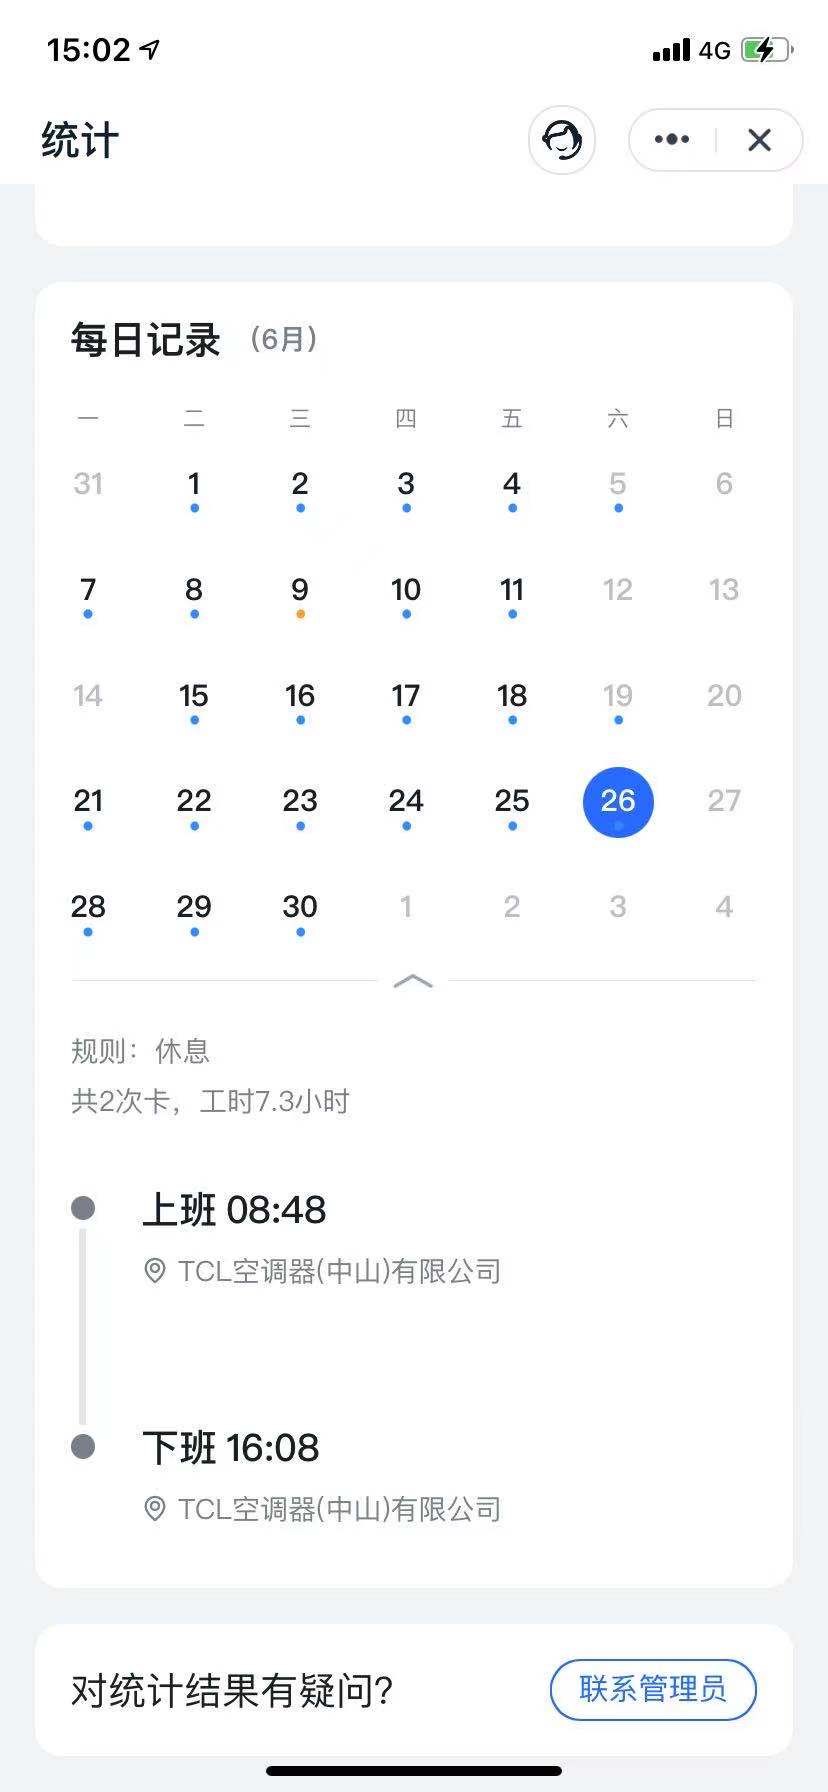 15:02 4G
统计
每日记录 (6月)
一 二 三 四 五 六 日
31 1 2 3 4 5 6
7 8 9 10 11 12 13
14 15 16 17 18 19 20
21 22 23 24 25 26 27
28 29 30 1 2 3 4
规则：休息
共2次卡，工时7.3小时
上班 08:48
TCL空调器(中山)有限公司
下班 16:08
TCL空调器(中山)有限公司
对统计结果有疑问? 联系管理员